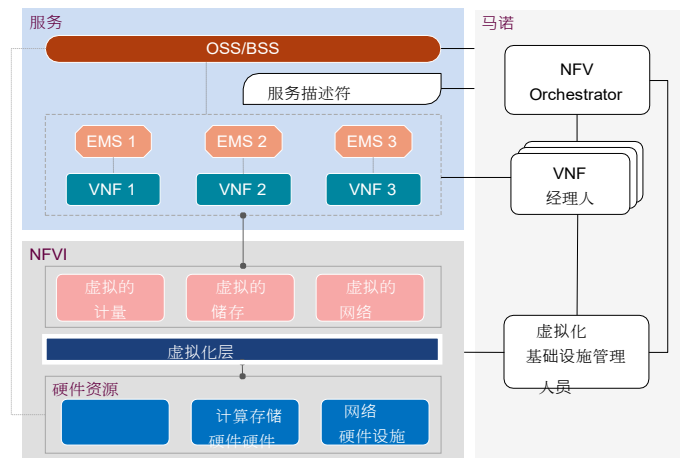 服务
OSS/BSS
服务描述符
EMS 1
EMS 2
EMS 3
VNF 1
VNF 2
VNF 3
NFVI
虚拟的
计量
虚拟的
储存
虚拟的
网络
虚拟化层
硬件资源
计算存储
硬件硬件
网络
硬件设施
马诺
NFV
Orchestrator
VNF
经理人
虚拟化
基础设施管理
人员